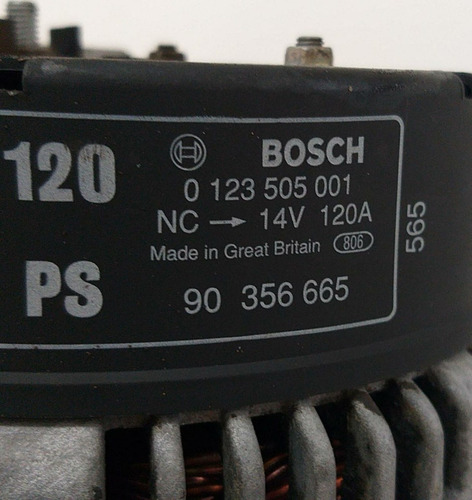 120
PS
BOSCH
0 123 505 001
NC → 14V 120A
Made in Great Britain 806
90 356 665
565